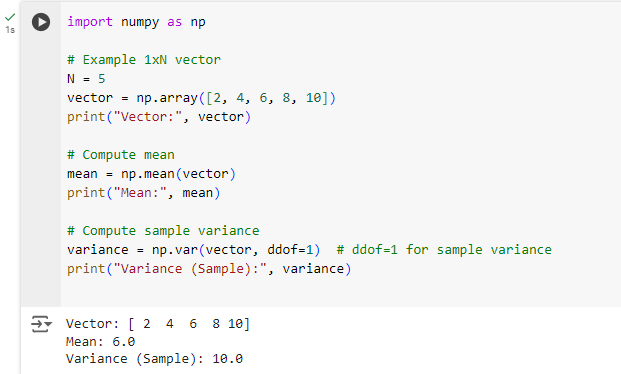 1s
import numpy as np
# Example 1xN vector
N = 5
vector = np.array([2, 4, 6, 8, 10])
print("Vector:", vector)
# Compute mean
mean = np.mean(vector)
print("Mean:", mean)
# Compute sample variance
variance = np.var(vector, ddof=1)  # ddof=1 for sample variance
print("Variance (Sample):", variance)
Vector: [ 2  4  6  8 10]
Mean: 6.0
Variance (Sample): 10.0